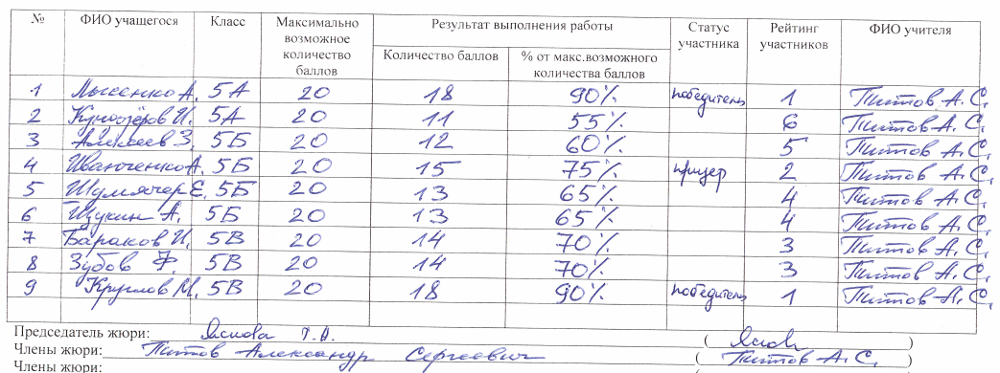 № ФИО учащегося Класс Максимально возможное количество баллов Результат выполнения работы Статус участника Рейтинг участников ФИО учителя
Количество баллов % от макс.возможного количества баллов
1 Лысенко А. 5А 20 18 90% победитель 1 Титов А.С.
2 И. 5А 20 11 55% 6 Титов А.С.
3 Алексеев З. 5Б 20 12 60% 5 Титов А.С.
4 Иванченко А. 5Б 20 15 75% призер 2 Титов А.С.
5 Е. 5Б 20 13 65% 4 Титов А.С.
6 Щукин А. 5Б 20 13 65% 4 Титов А.С.
7 Бараков И. 5В 20 14 70% 3 Титов А.С.
8 Зубов Ф. 5В 20 14 70% 3 Титов А.С.
9 Круглов М. 5В 20 18 90% победитель 1 Титов А.С.
Председатель жюри: ( )
Члены жюри: Титов Александр Сергеевич ( Титов А.С. )
Члены жюри: